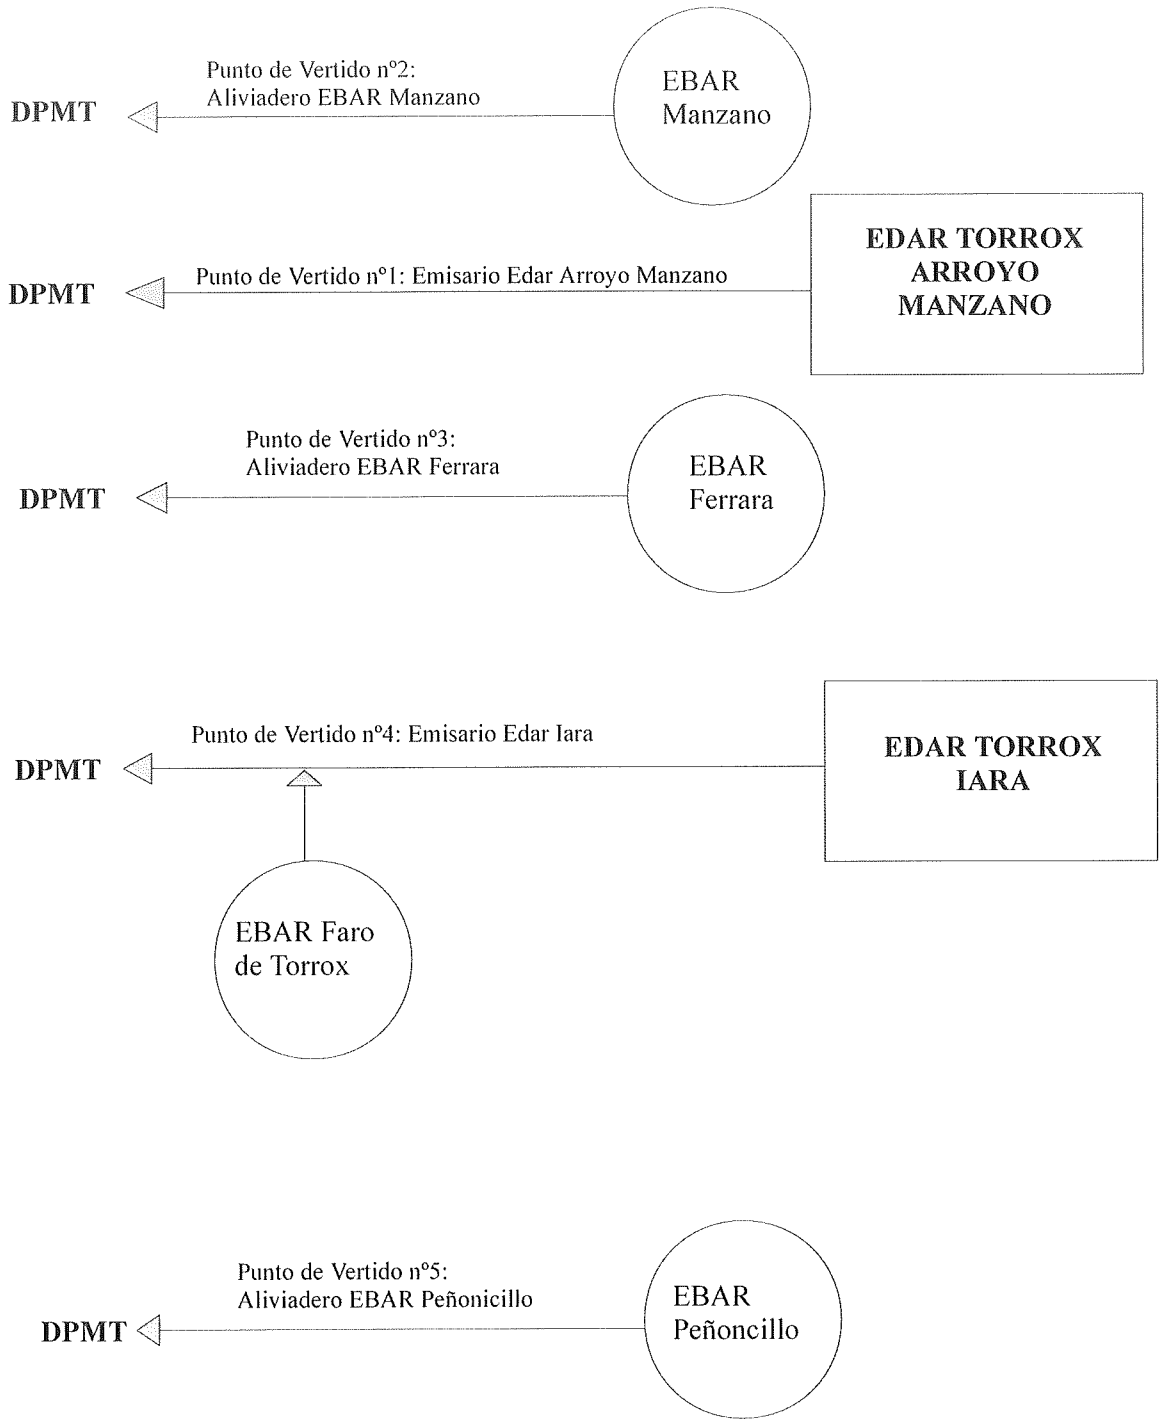 Punto de Vertido nº2:
Aliviadero EBAR Manzano
DPMT
EBAR
Manzano
EDAR TORROX
ARROYO
MANZANO
Punto de Vertido nº1: Emisario Edar Arroyo Manzano
DPMT
Punto de Vertido nº3:
Aliviadero EBAR Ferrara
DPMT
EBAR
Ferrara
Punto de Vertido nº4: Emisario Edar Iara
DPMT
EDAR TORROX
IARA
EBAR Faro
de Torrox
Punto de Vertido nº5:
Aliviadero EBAR Peñonicillo
DPMT
EBAR
Peñoncillo